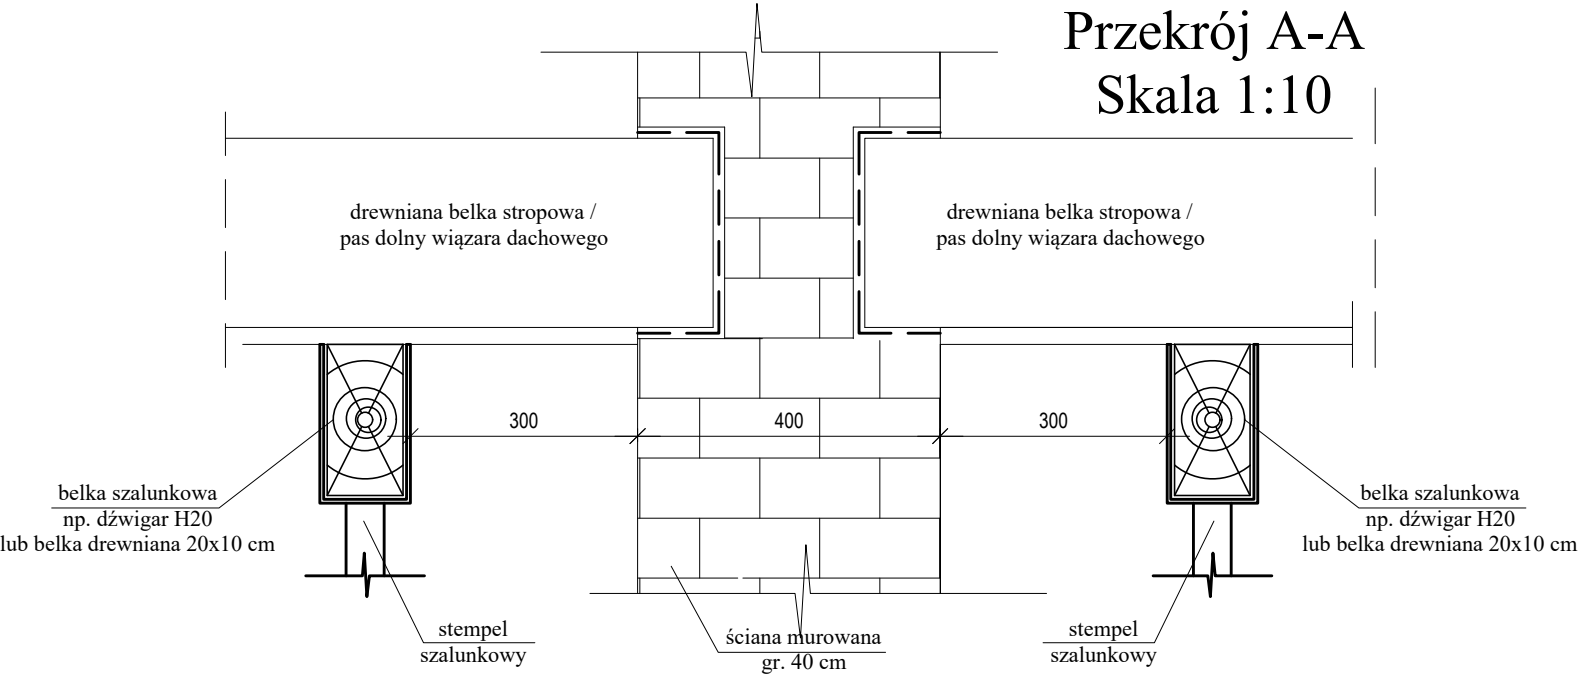 Przekrój A-A
Skala 1:10
drewniana belka stropowa /
pas dolny wiązara dachowego
drewniana belka stropowa /
pas dolny wiązara dachowego
300
400
300
belka szalunkowa
np. dźwigar H20
lub belka drewniana 20x10 cm
belka szalunkowa
np. dźwigar H20
lub belka drewniana 20x10 cm
stempel
szalunkowy
ściana murowana
gr. 40 cm
stempel
szalunkowy